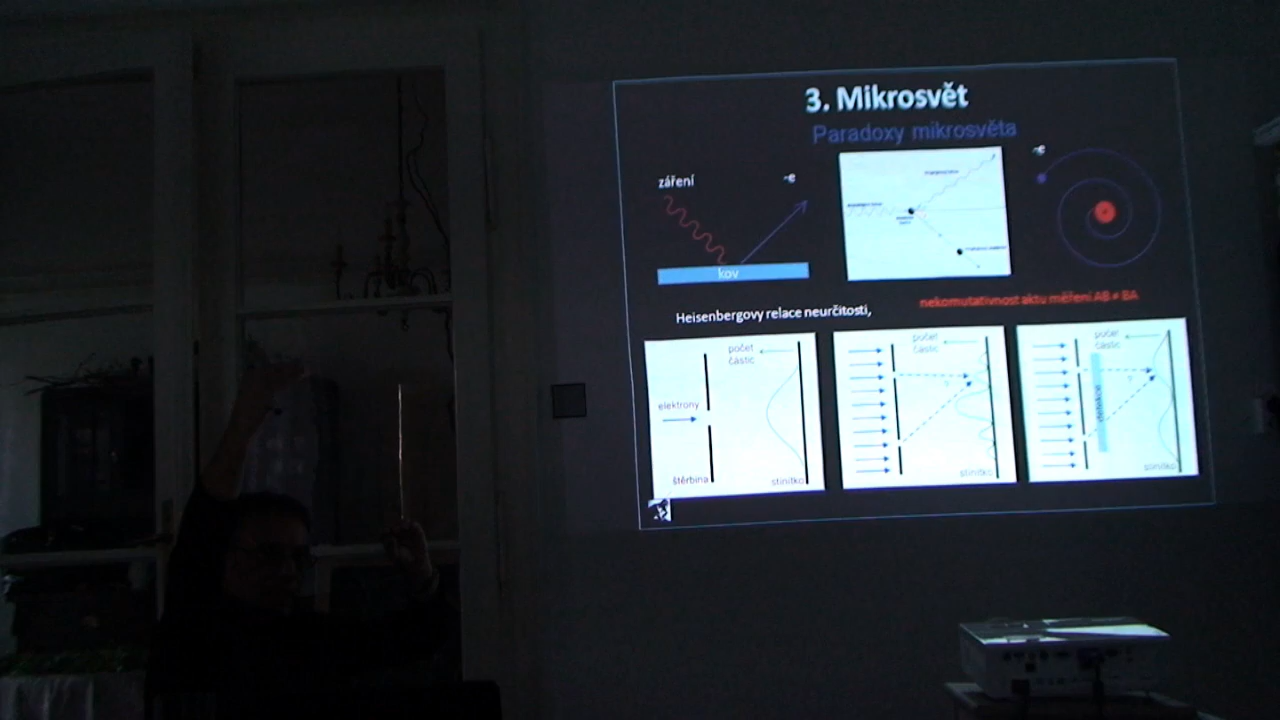 3. Mikrosvět
Paradoxy mikrosvěta
záření
-e
kov
-e
Heisenbergovy relace neurčitosti,
nekomutativnost aktu měření AB ≠ BA
počet
částic
elektrony
štěrbina
stínítko
počet
částic
stínítko
počet
částic
detekce
stínítko